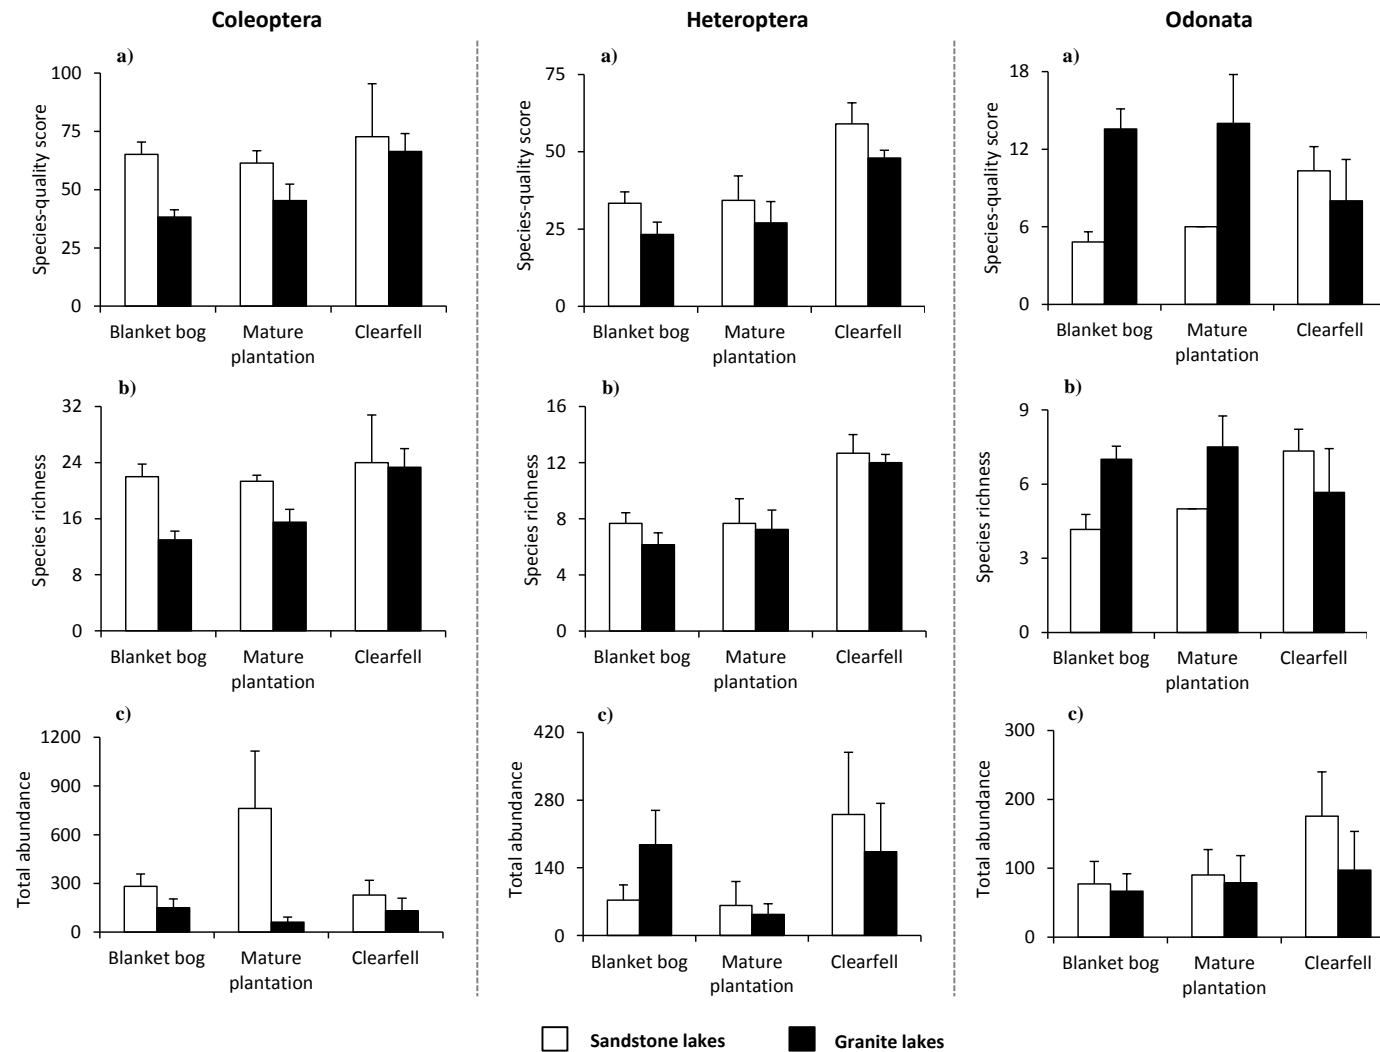 Coleoptera
Heteroptera
Odonata
a)
Species-quality score
100
75
50
25
0
Blanket bog
Mature
plantation
Clearfell
a)
Species-quality score
75
50
25
0
Blanket bog
Mature
plantation
Clearfell
a)
Species-quality score
18
12
6
0
Blanket bog
Mature
plantation
Clearfell
b)
Species richness
32
24
16
8
0
Blanket bog
Mature
plantation
Clearfell
b)
Species richness
16
12
8
4
0
Blanket bog
Mature
plantation
Clearfell
b)
Species richness
9
6
3
0
Blanket bog
Mature
plantation
Clearfell
c)
Total abundance
1200
900
600
300
0
Blanket bog
Mature
plantation
Clearfell
c)
Total abundance
420
280
140
0
Blanket bog
Mature
plantation
Clearfell
c)
Total abundance
300
200
100
0
Blanket bog
Mature
plantation
Clearfell
Sandstone lakes
Granite lakes